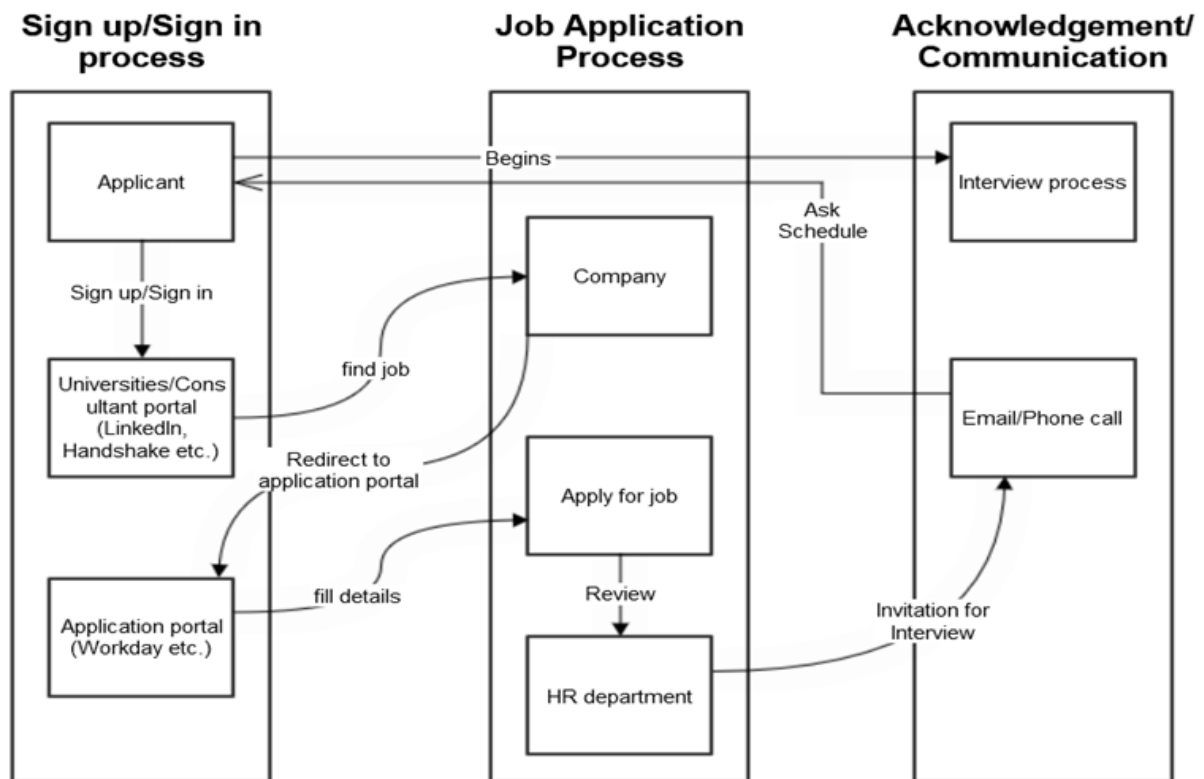 Sign up/Sign in
process
Job Application
Process
Acknowledgement/
Communication
Applicant
Begins
Interview process
Ask
Schedule
Company
Sign up/Sign in
find job
Universities/Cons
ultant portal
(LinkedIn,
Handshake etc.)
Email/Phone call
Redirect to
application portal
Apply for job
fill details
Review
Invitation for
Interview
Application portal
(Workday etc.)
HR department